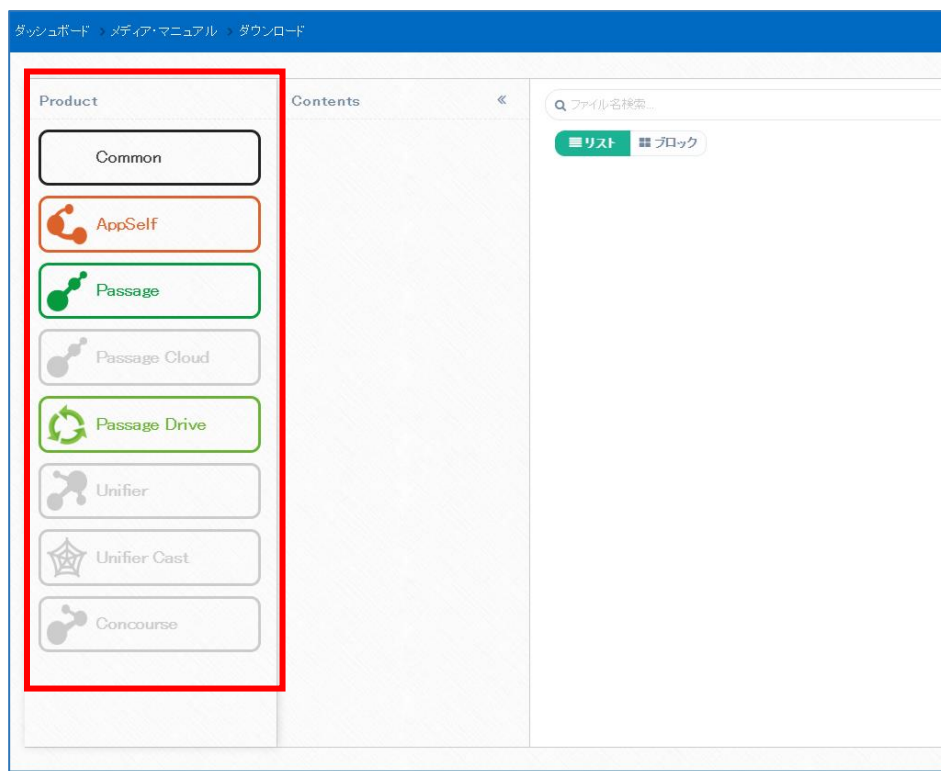 ダッシュボード > メディア・マニュアル > ダウンロード
Product
Common
AppSelf
Passage
Passage Cloud
Passage Drive
Unifier
Unifier Cast
Concourse
Contents «
ファイル名検索...
リスト ブロック